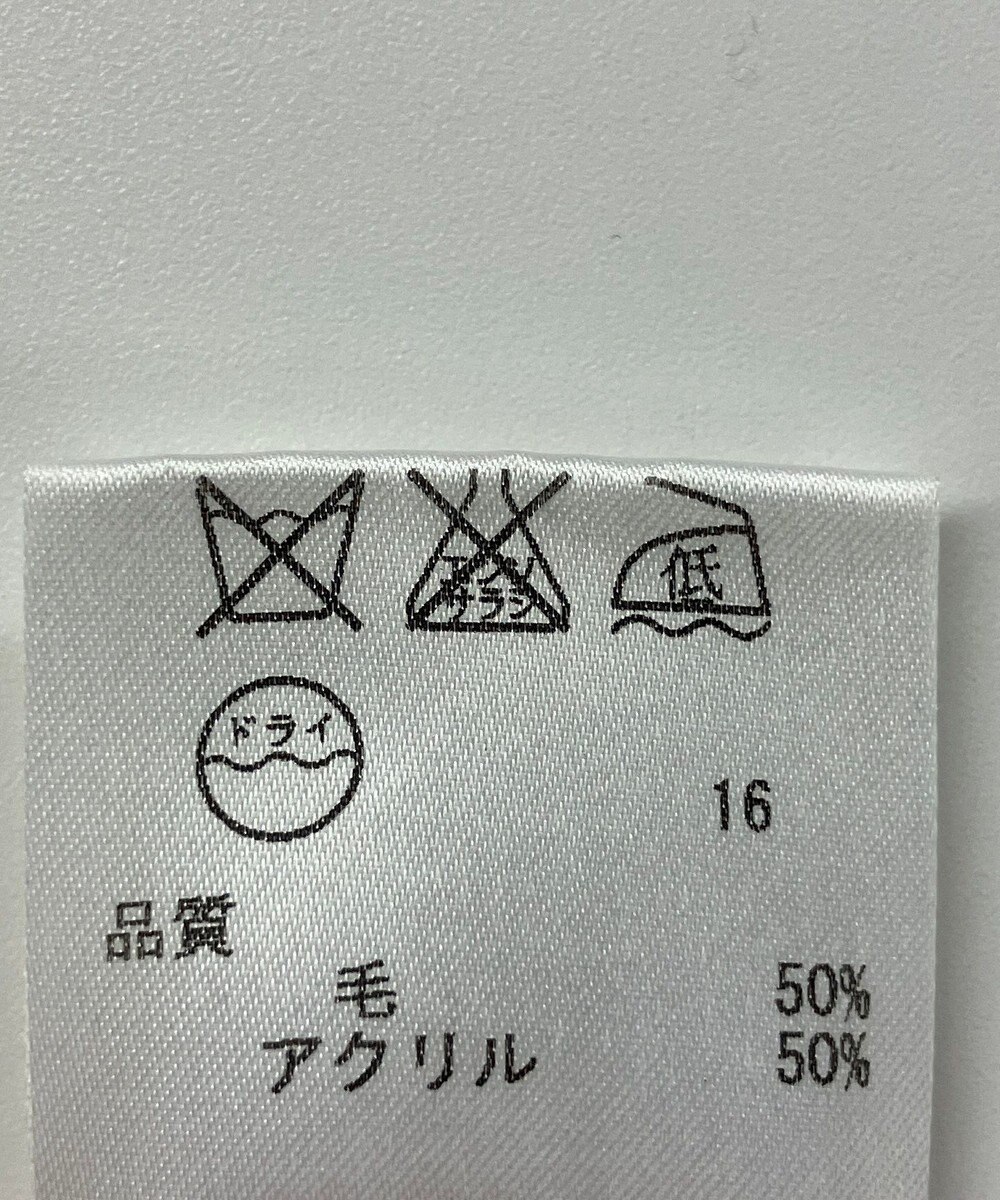 エンソ
サラシ
低
ドライ
16
品質
毛 50%
アクリル 50%